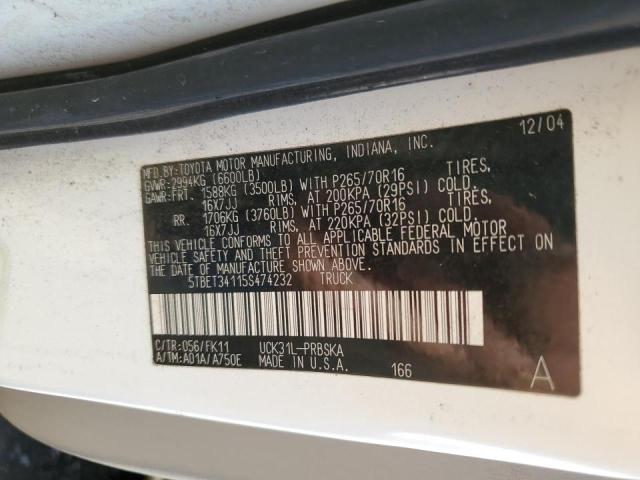 12/04
MFD.BY:TOYOTA MOTOR MANUFACTURING, INDIANA, INC.
GVWR:2994KG (6600LB)
GAWR:FRT. 1588KG (3500LB) WITH P265/70R16 TIRES,
16X7JJ RIMS, AT 200KPA (29PSI) COLD.
RR. 1706KG (3760LB) WITH P265/70R16 TIRES,
16X7JJ RIMS, AT 220KPA (32PSI) COLD.
THIS VEHICLE CONFORMS TO ALL APPLICABLE FEDERAL MOTOR
VEHICLE SAFETY AND THEFT PREVENTION STANDARDS IN EFFECT ON
THE DATE OF MANUFACTURE SHOWN ABOVE.
5TBET34115S474232 TRUCK
C/TR:056/FK11 UCK31L-PRBSKA
A/TM:A01A/A750E MADE IN U.S.A. 166 A